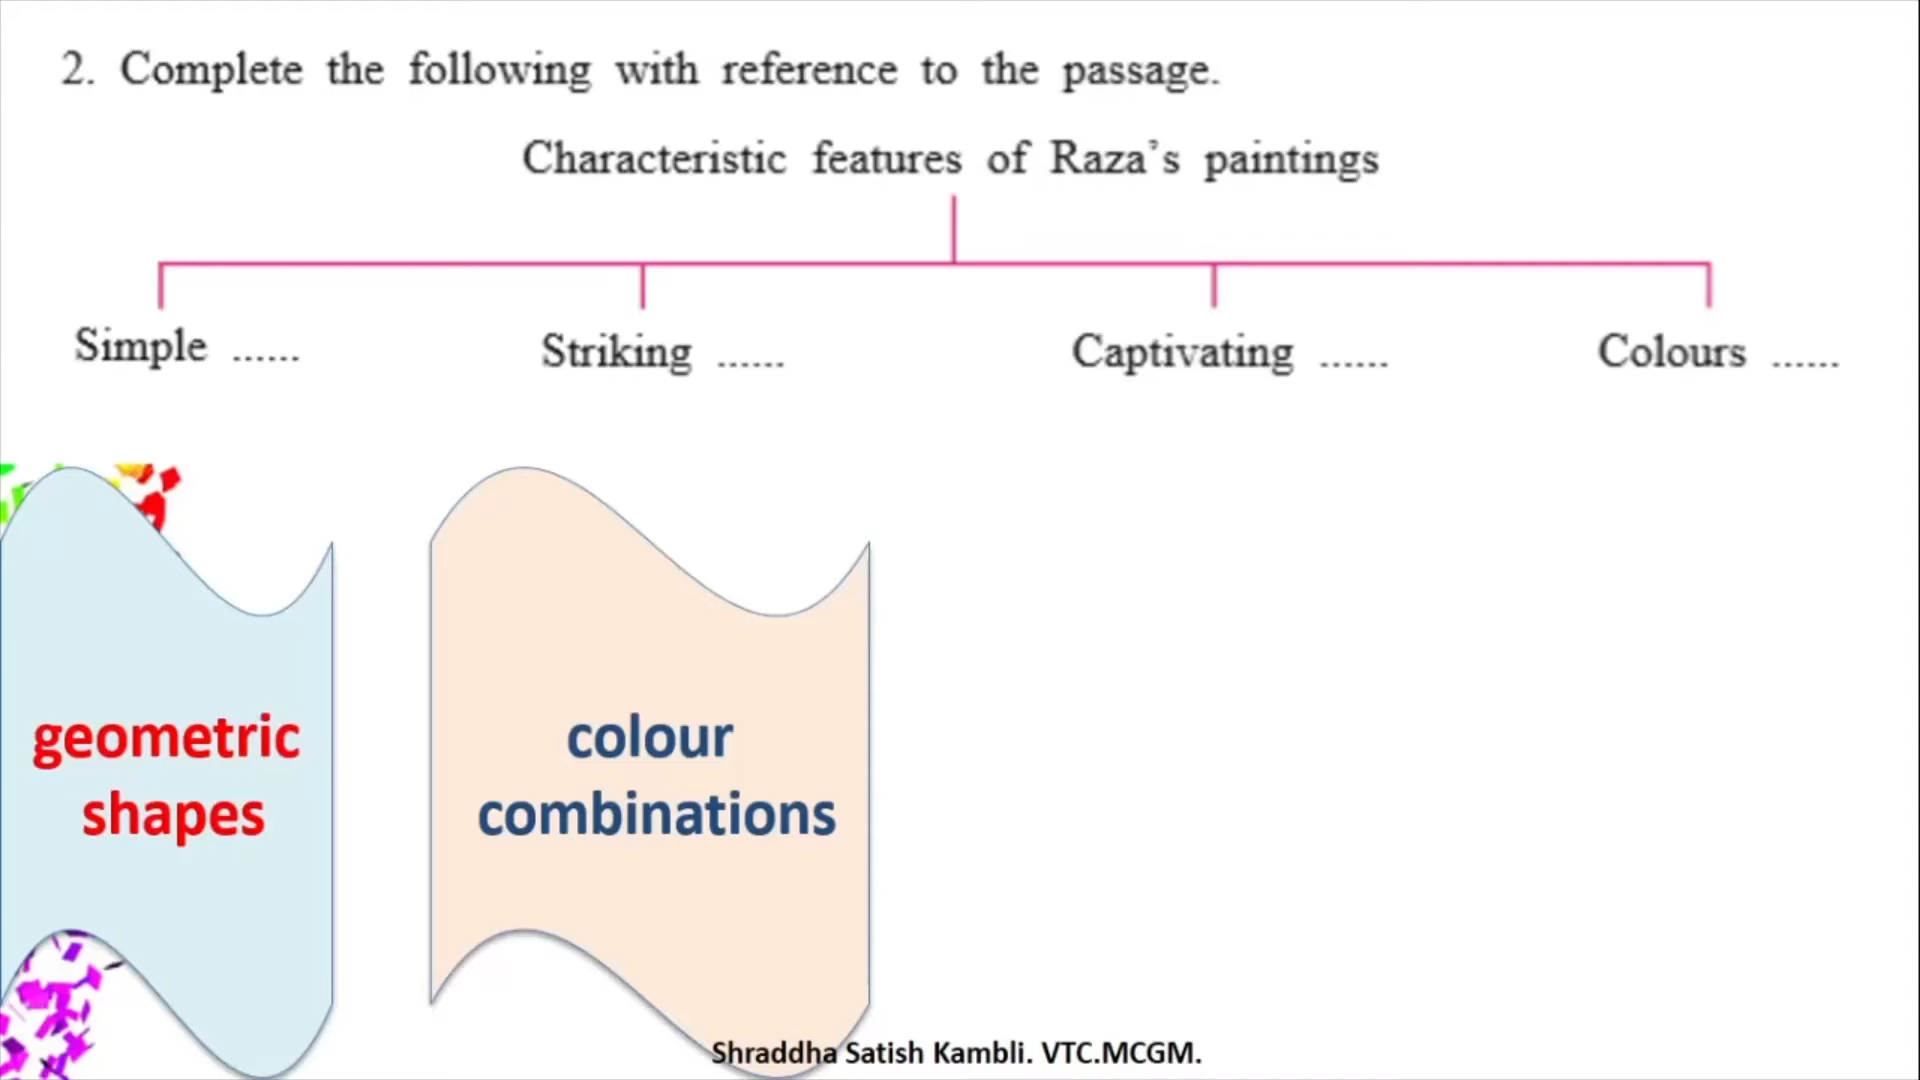 2. Complete the following with reference to the passage.
Characteristic features of Raza's paintings
Simple ......
Striking ......
Captivating ......
Colours ......
geometric
shapes
colour
combinations
Shraddha Satish Kambli. VTC.MCGM.